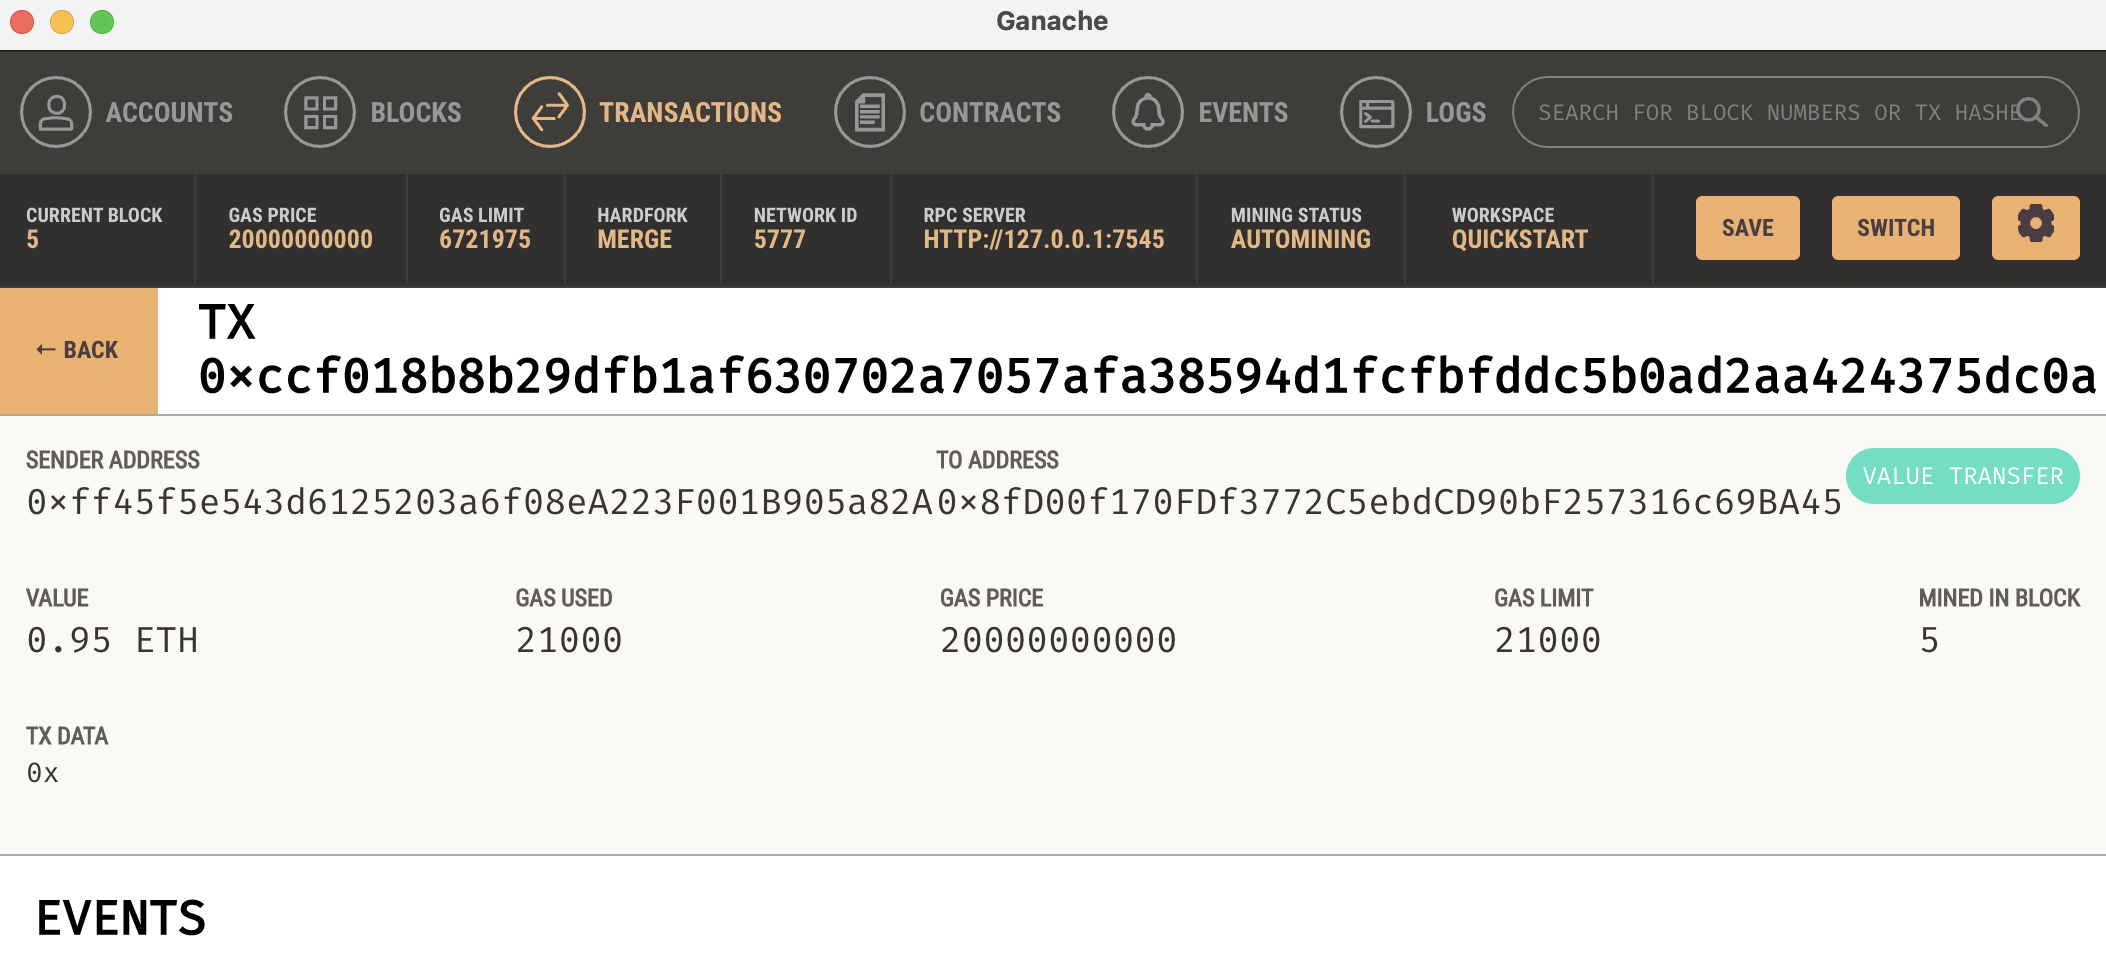 Ganache
ACCOUNTS BLOCKS TRANSACTIONS CONTRACTS EVENTS LOGS SEARCH FOR BLOCK NUMBERS OR TX HASHE
CURRENT BLOCK GAS PRICE GAS LIMIT HARDFORK NETWORK ID RPC SERVER MINING STATUS WORKSPACE
5 20000000000 6721975 MERGE 5777 HTTP://127.0.0.1:7545 AUTOMINING QUICKSTART SAVE SWITCH
← BACK
TX
0×ccf018b8b29dfb1af630702a7057afa38594d1fcfbfddc5b0ad2aa424375dc0a
SENDER ADDRESS TO ADDRESS
0×ff45f5e543d6125203a6f08eA223F001B905a82A 0×8fD00f170FDf3772C5ebdCD90bF257316c69BA45 VALUE TRANSFER
VALUE GAS USED GAS PRICE GAS LIMIT MINED IN BLOCK
0.95 ETH 21000 20000000000 21000 5
TX DATA
0x
EVENTS